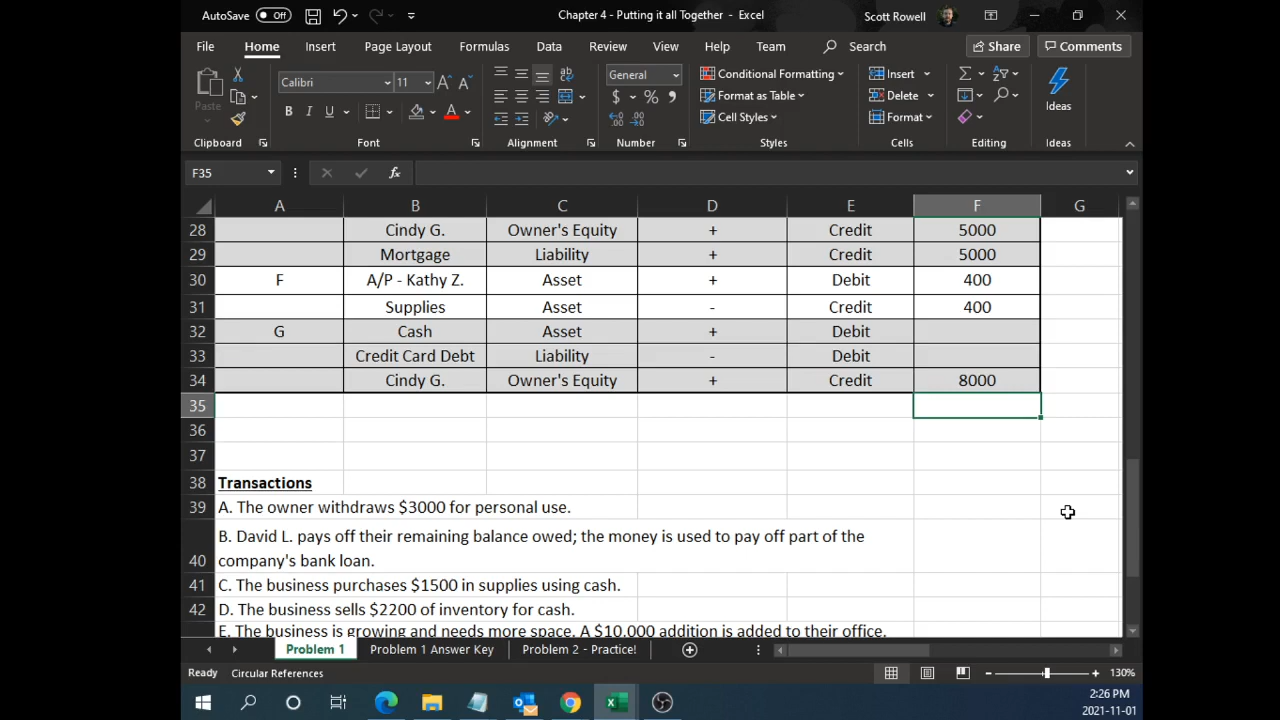 AutoSave Off Chapter 4 - Putting it all Together - Excel Scott Rowell
File Home Insert Page Layout Formulas Data Review View Help Team Search Share Comments
Paste Calibri 11 A A ab General Conditional Formatting Insert Ideas
B I U A $ % , Format as Table Delete
Cell Styles Format
Clipboard Font Alignment Number Styles Cells Editing Ideas
F35 fx
A B C D E F G
28 Cindy G. Owner's Equity + Credit 5000
29 Mortgage Liability + Credit 5000
30 F A/P - Kathy Z. Asset + Debit 400
31 Supplies Asset - Credit 400
32 G Cash Asset + Debit
33 Credit Card Debt Liability - Debit
34 Cindy G. Owner's Equity + Credit 8000
35
36
37
38 Transactions
39 A. The owner withdraws $3000 for personal use.
B. David L. pays off their remaining balance owed; the money is used to pay off part of the
40 company's bank loan.
41 C. The business purchases $1500 in supplies using cash.
42 D. The business sells $2200 of inventory for cash.
E. The business is growing and needs more space. A $10,000 addition is added to their office.
Problem 1 Problem 1 Answer Key Problem 2 - Practice!
Ready Circular References 130%
2:26 PM
2021-11-01